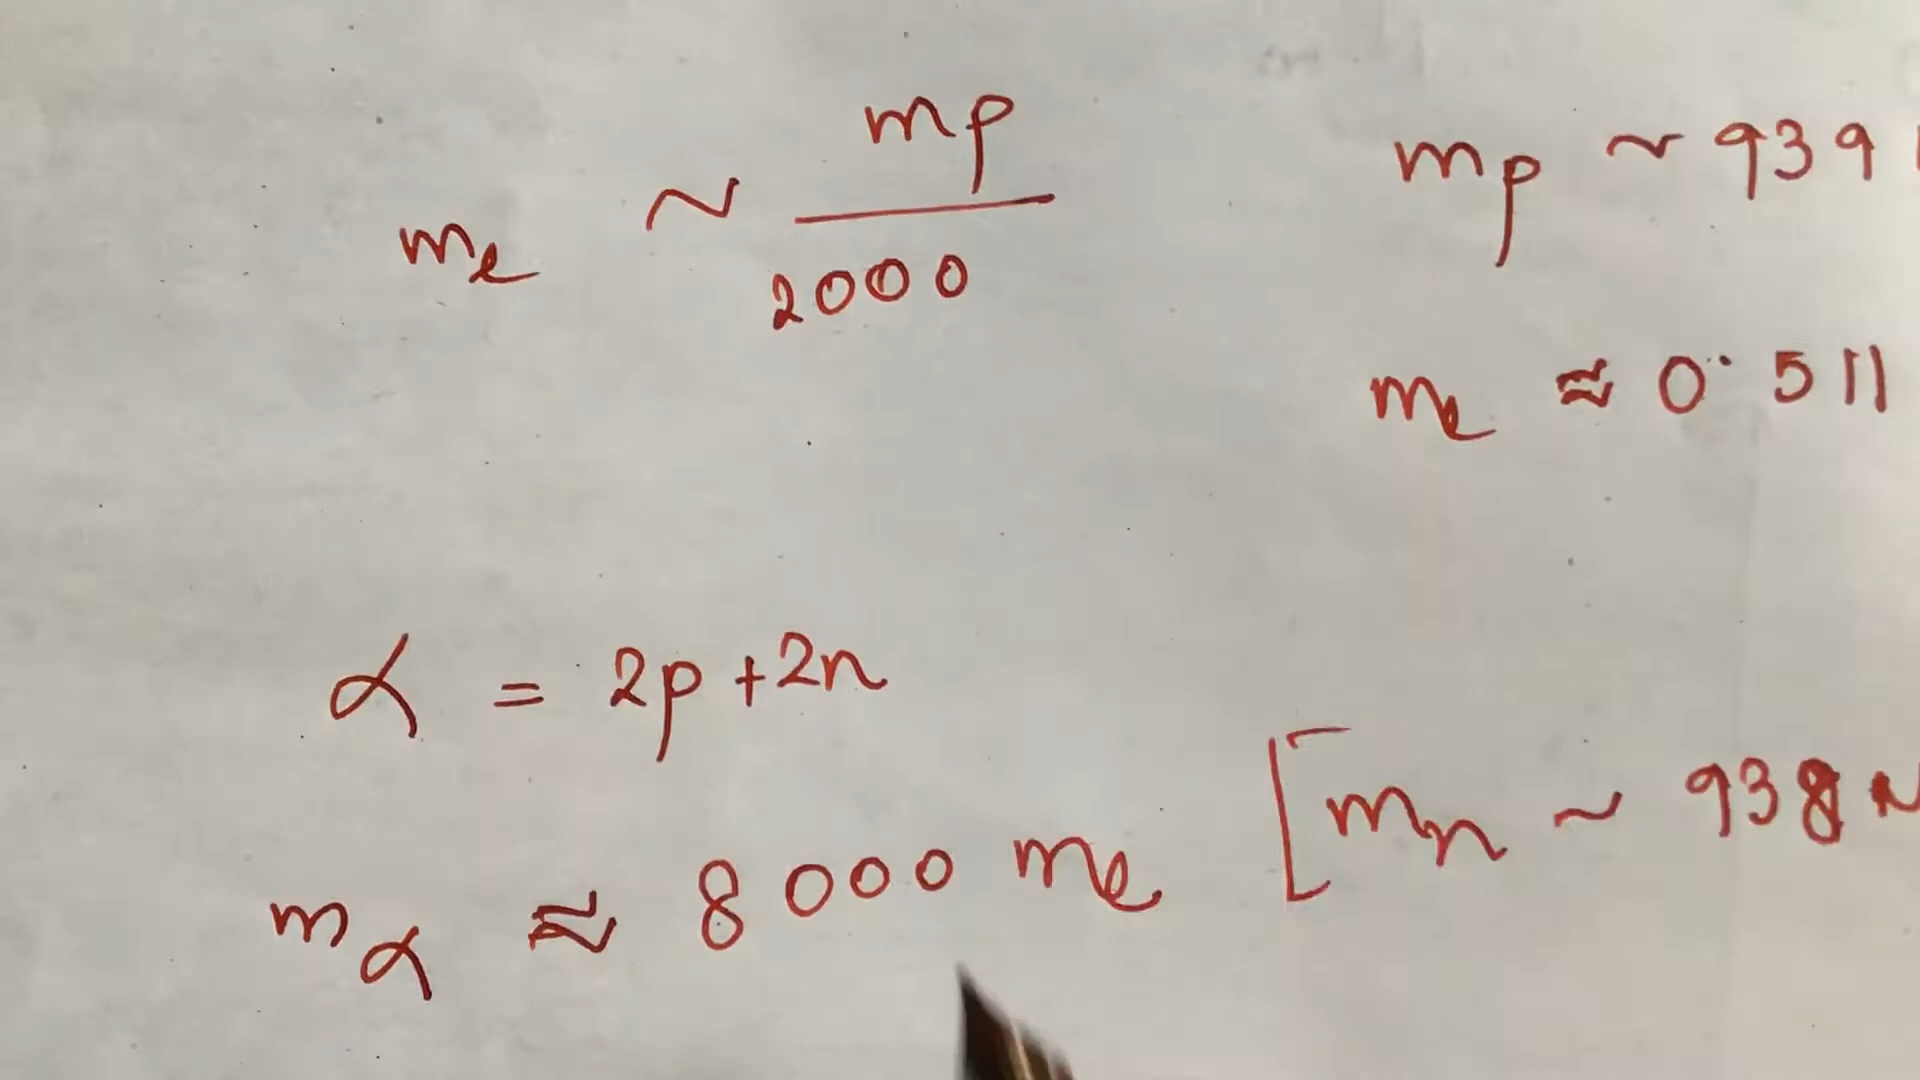 me ~ mp / 2000
mp ~ 939
me ≈ 0.511
α = 2p + 2n
[mn ~ 938
mα ≈ 8000 me